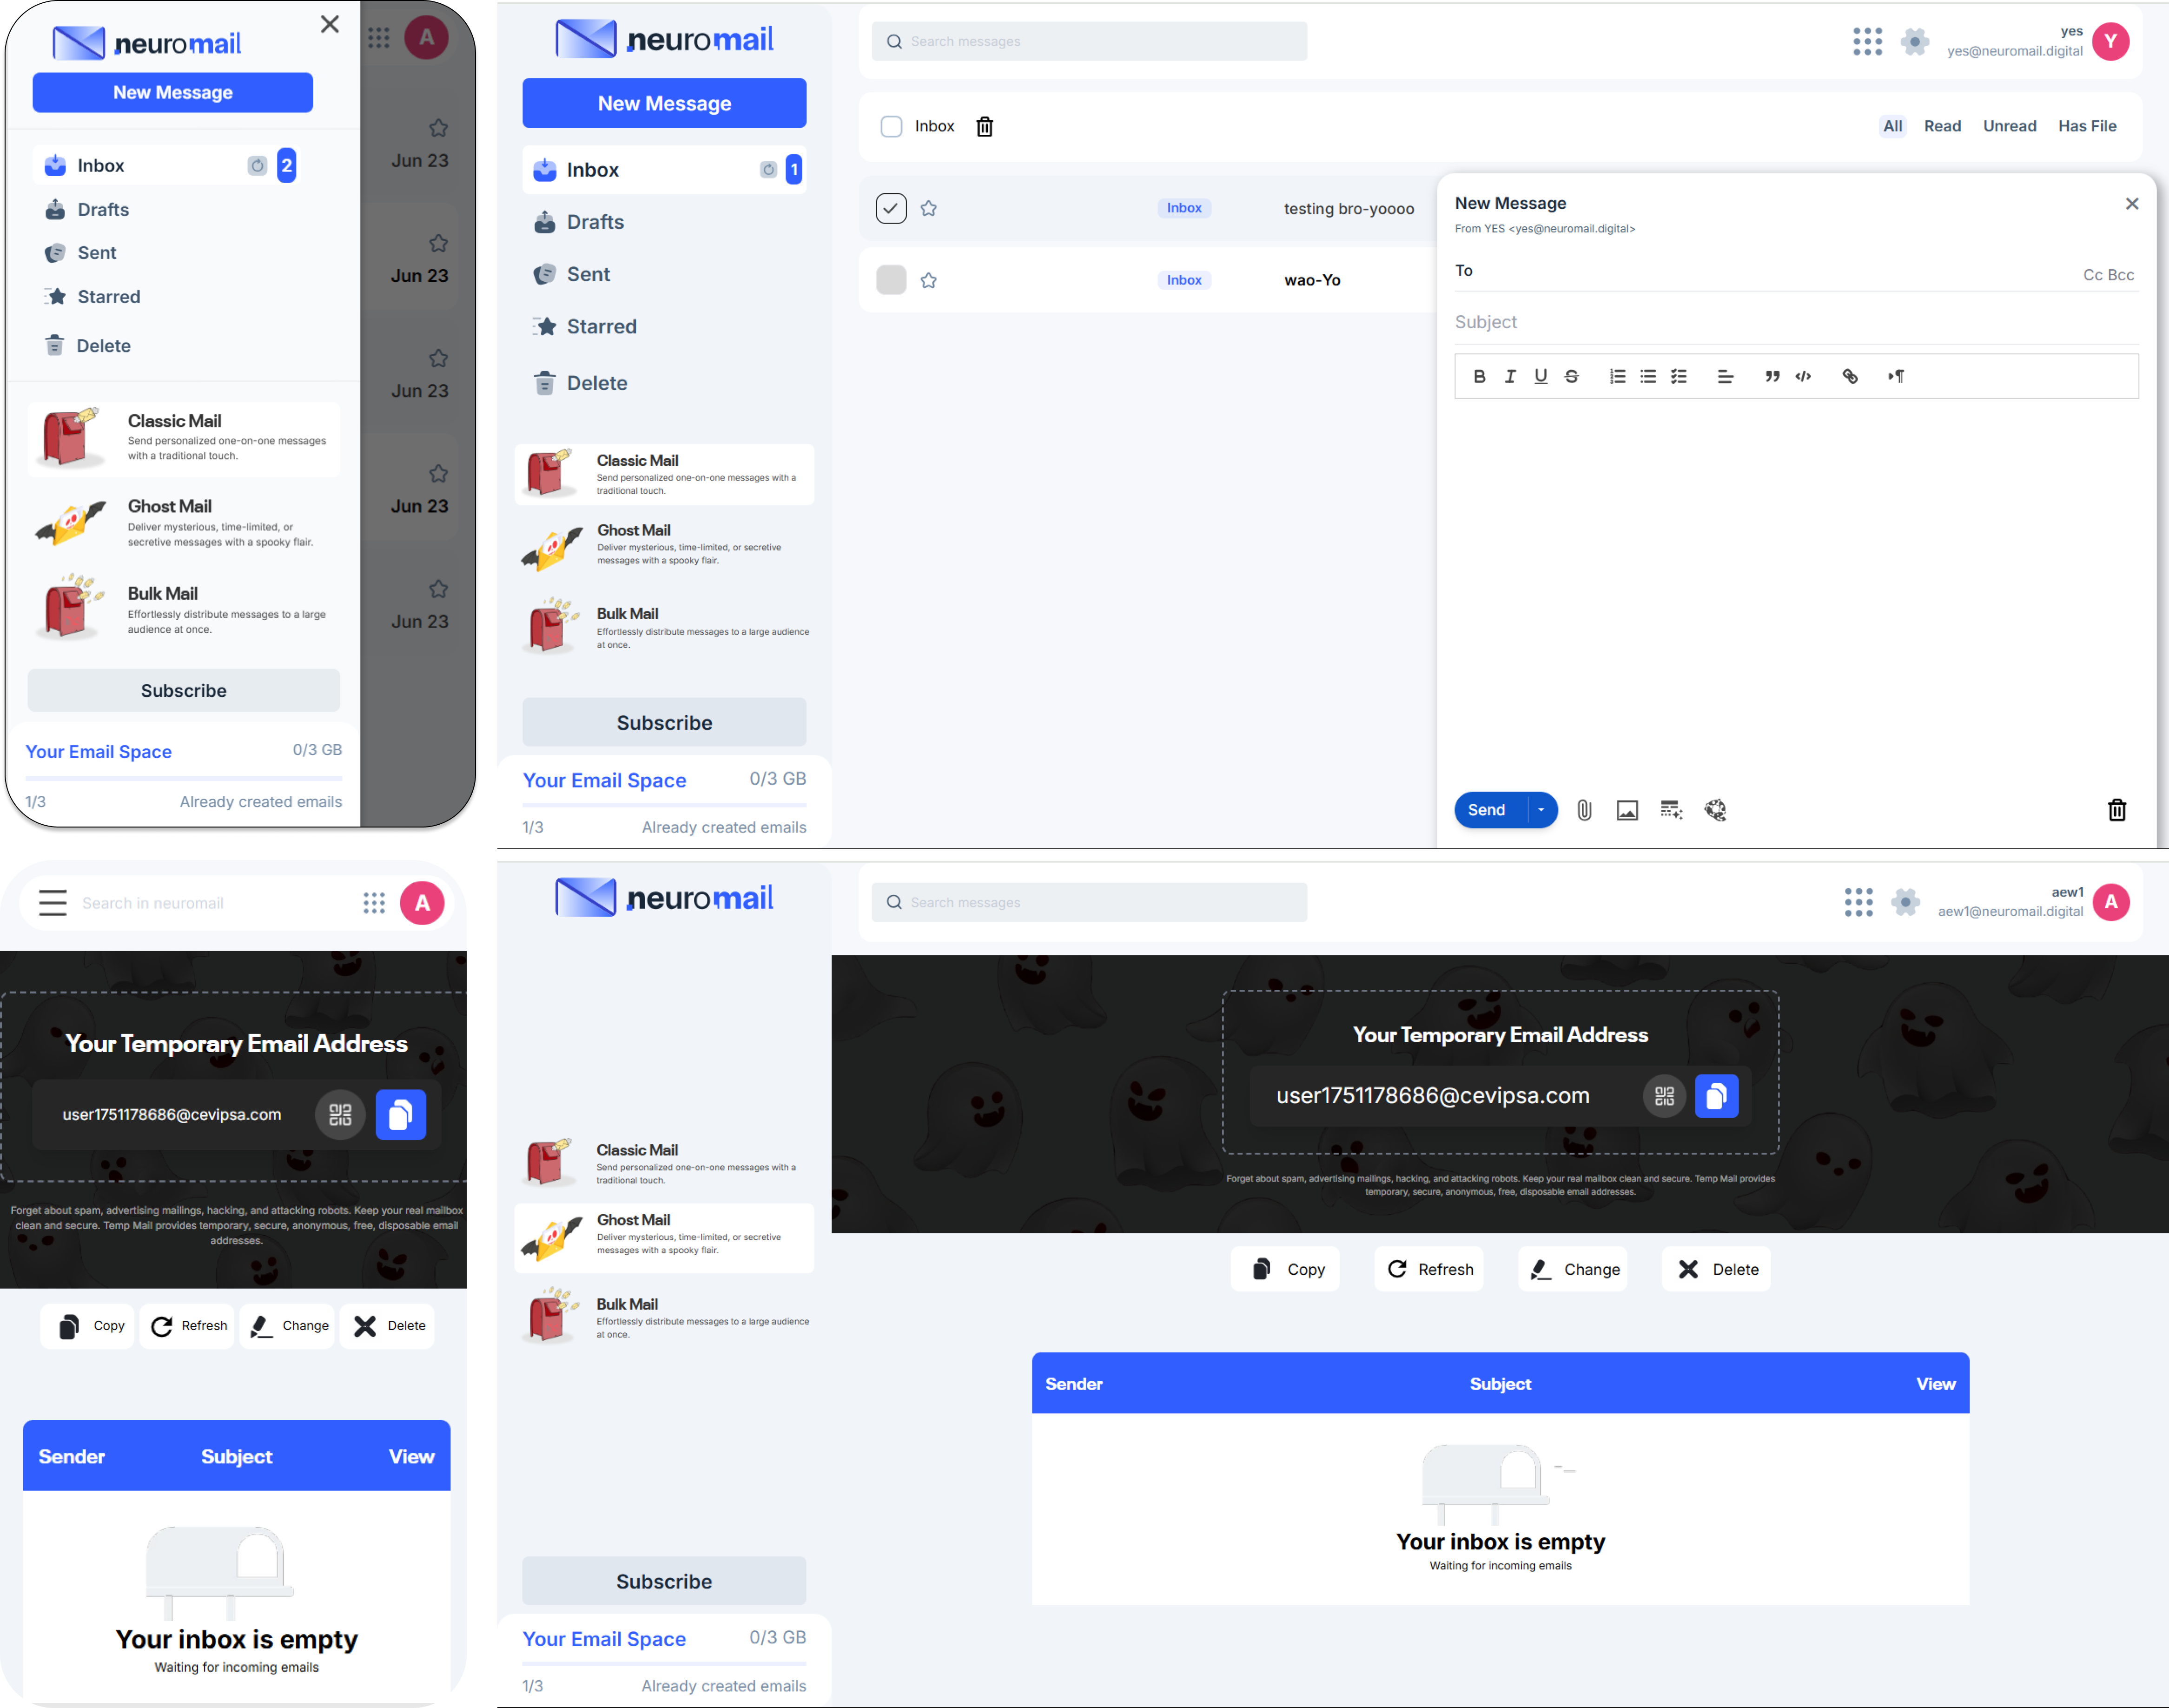 neuromail
New Message
Inbox 2
Drafts
Sent
Starred
Delete
Classic Mail
Send personalized one-on-one messages
with a traditional touch.
Ghost Mail
Deliver mysterious, time-limited, or
secretive messages with a spooky flair.
Bulk Mail
Effortlessly distribute messages to a large
audience at once.
Subscribe
Your Email Space 0/3 GB
1/3 Already created emails
A
Jun 23
Jun 23
Jun 23
Jun 23
Jun 23
neuromail
New Message
Inbox 1
Drafts
Sent
Starred
Delete
Classic Mail
Send personalized one-on-one messages with a
traditional touch.
Ghost Mail
Deliver mysterious, time-limited, or secretive
messages with a spooky flair.
Bulk Mail
Effortlessly distribute messages to a large audience
at once.
Subscribe
Your Email Space 0/3 GB
1/3 Already created emails
Search messages
yes
yes@neuromail.digital
Y
Inbox
All Read Unread Has File
Inbox testing bro-yoooo
Inbox wao-Yo
New Message
From YES <yes@neuromail.digital>
To Cc Bcc
Subject
Send
Search in neuromail
A
Your Temporary Email Address
user1751178686@cevipsa.com
Forget about spam, advertising mailings, hacking, and attacking robots. Keep your real mailbox
clean and secure. Temp Mail provides temporary, secure, anonymous, free, disposable email
addresses.
Copy Refresh Change Delete
Sender Subject View
Your inbox is empty
Waiting for incoming emails
neuromail
Classic Mail
Send personalized one-on-one messages with a
traditional touch.
Ghost Mail
Deliver mysterious, time-limited, or secretive
messages with a spooky flair.
Bulk Mail
Effortlessly distribute messages to a large audience
at once.
Subscribe
Your Email Space 0/3 GB
1/3 Already created emails
Search messages
aew1
aew1@neuromail.digital
A
Your Temporary Email Address
user1751178686@cevipsa.com
Forget about spam, advertising mailings, hacking, and attacking robots. Keep your real mailbox clean and secure. Temp Mail provides
temporary, secure, anonymous, free, disposable email addresses.
Copy Refresh Change Delete
Sender Subject View
Your inbox is empty
Waiting for incoming emails